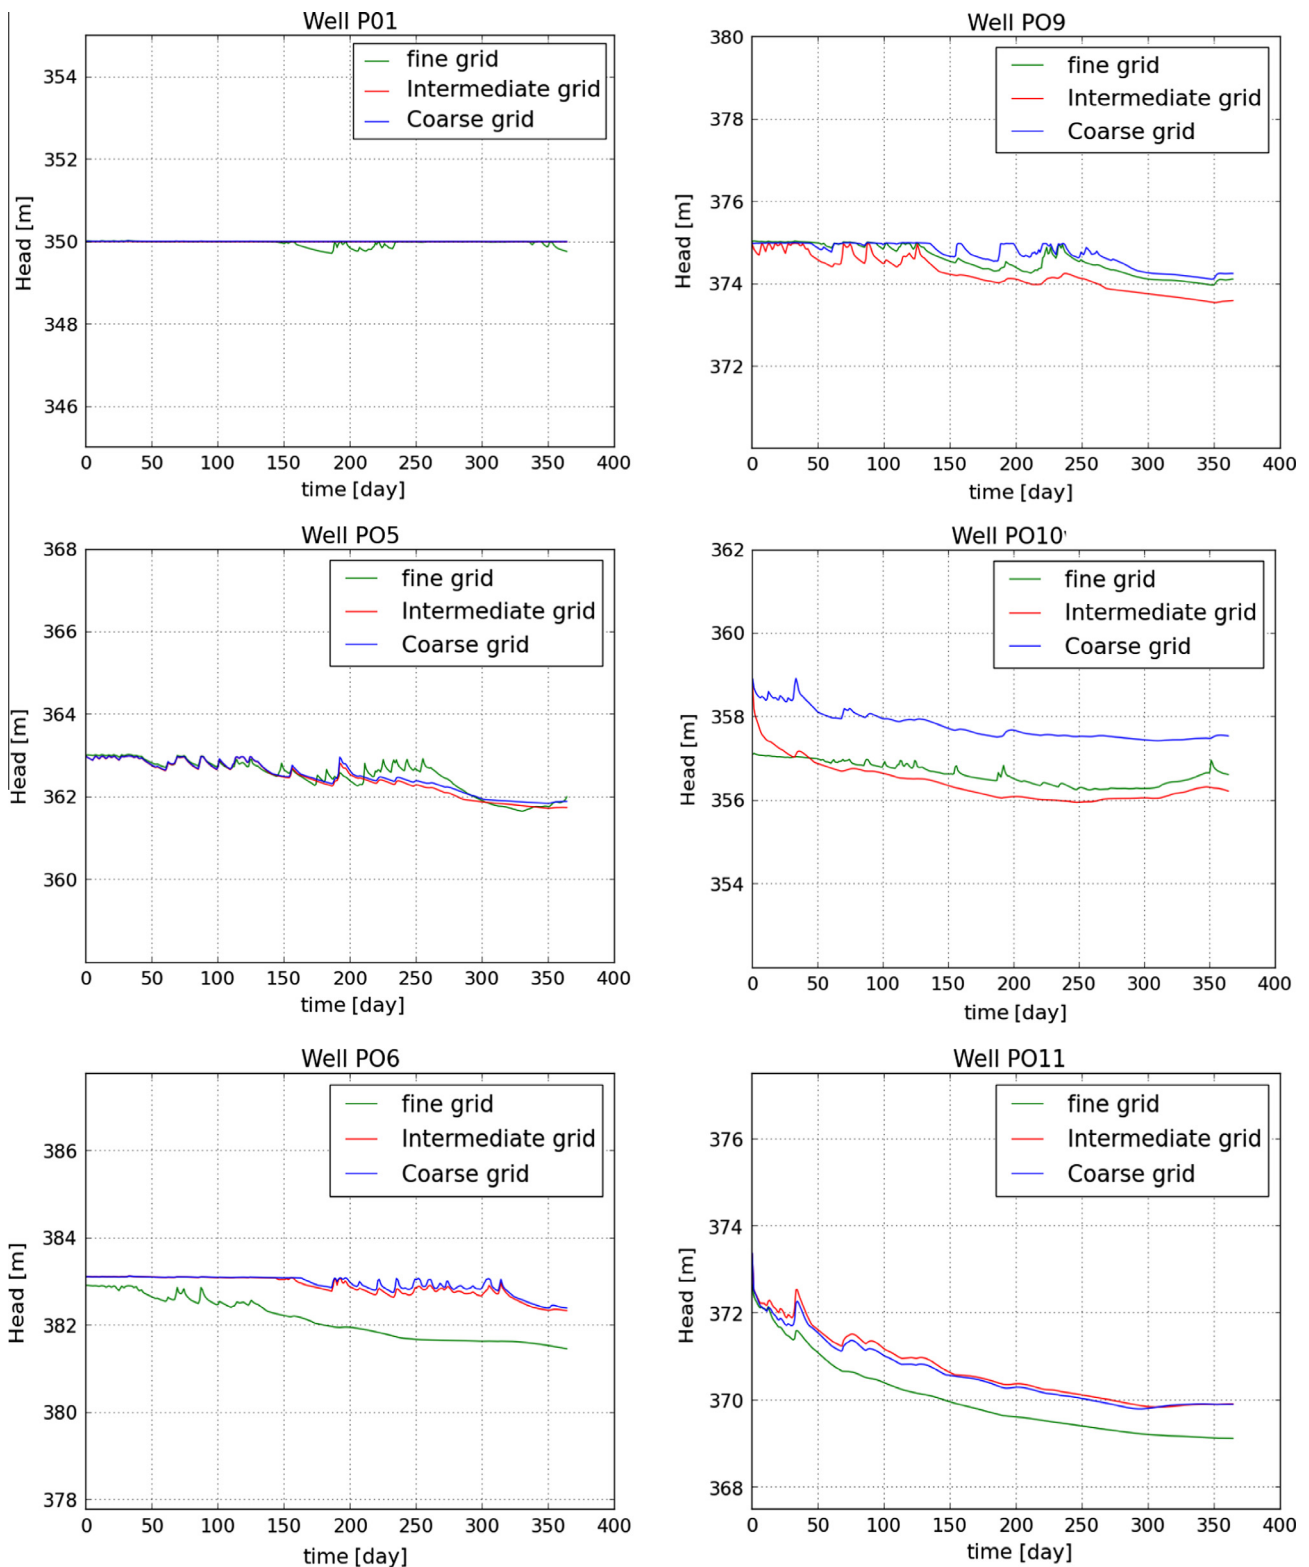 Well P01
fine grid
Intermediate grid
Coarse grid
354
352
350
348
346
Head [m]
0 50 100 150 200 250 300 350 400
time [day]
Well PO9
fine grid
Intermediate grid
Coarse grid
380
378
376
374
372
Head [m]
0 50 100 150 200 250 300 350 400
time [day]
Well PO5
fine grid
Intermediate grid
Coarse grid
368
366
364
362
360
Head [m]
0 50 100 150 200 250 300 350 400
time [day]
Well PO10
fine grid
Intermediate grid
Coarse grid
362
360
358
356
354
Head [m]
0 50 100 150 200 250 300 350 400
time [day]
Well PO6
fine grid
Intermediate grid
Coarse grid
386
384
382
380
378
Head [m]
0 50 100 150 200 250 300 350 400
time [day]
Well PO11
fine grid
Intermediate grid
Coarse grid
376
374
372
370
368
Head [m]
0 50 100 150 200 250 300 350 400
time [day]